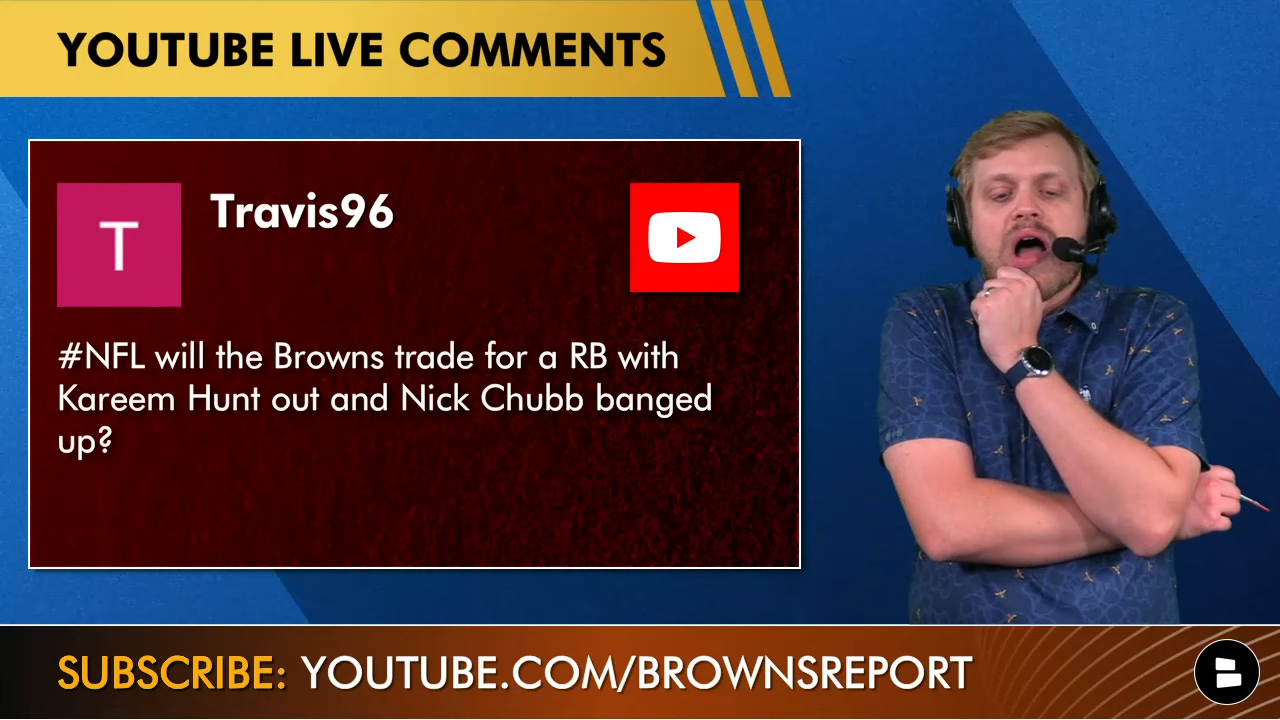 YOUTUBE LIVE COMMENTS
T
Travis96
#NFL will the Browns trade for a RB with
Kareem Hunt out and Nick Chubb banged
up?
SUBSCRIBE: YOUTUBE.COM/BROWNSREPORT